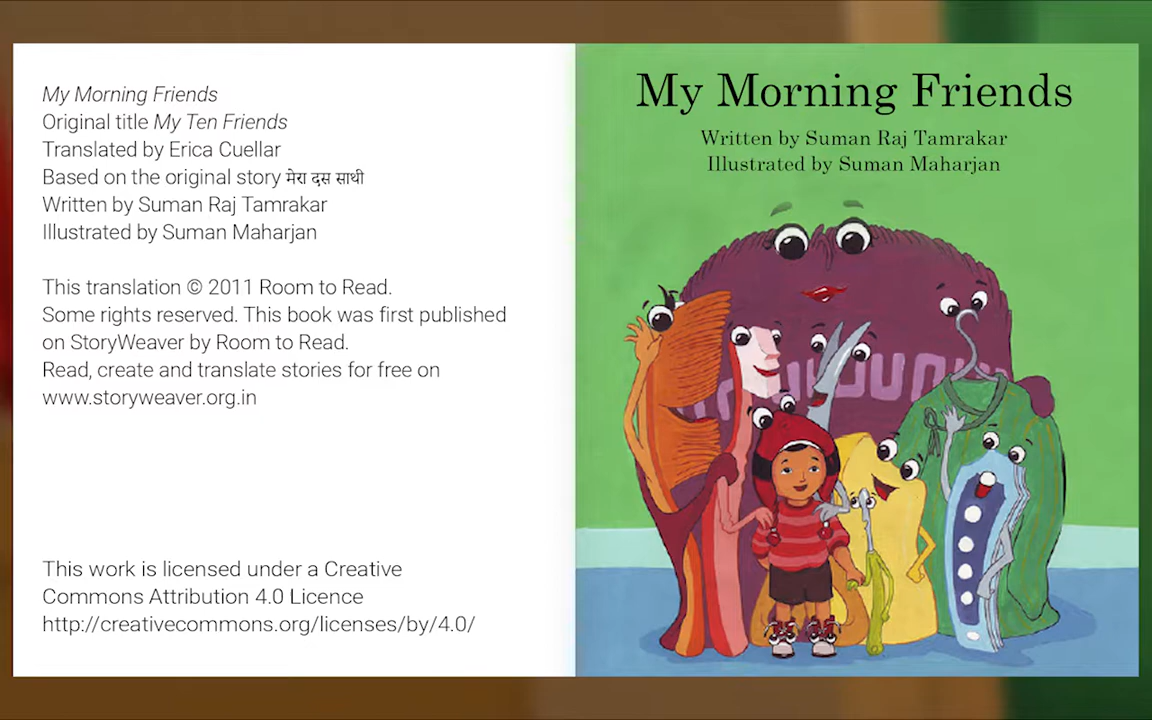 My Morning Friends
Original title My Ten Friends
Translated by Erica Cuellar
Based on the original story मेरा दस साथी
Written by Suman Raj Tamrakar
Illustrated by Suman Maharjan
This translation © 2011 Room to Read.
Some rights reserved. This book was first published
on StoryWeaver by Room to Read.
Read, create and translate stories for free on
www.storyweaver.org.in
This work is licensed under a Creative
Commons Attribution 4.0 Licence
http://creativecommons.org/licenses/by/4.0/
My Morning Friends
Written by Suman Raj Tamrakar
Illustrated by Suman Maharjan